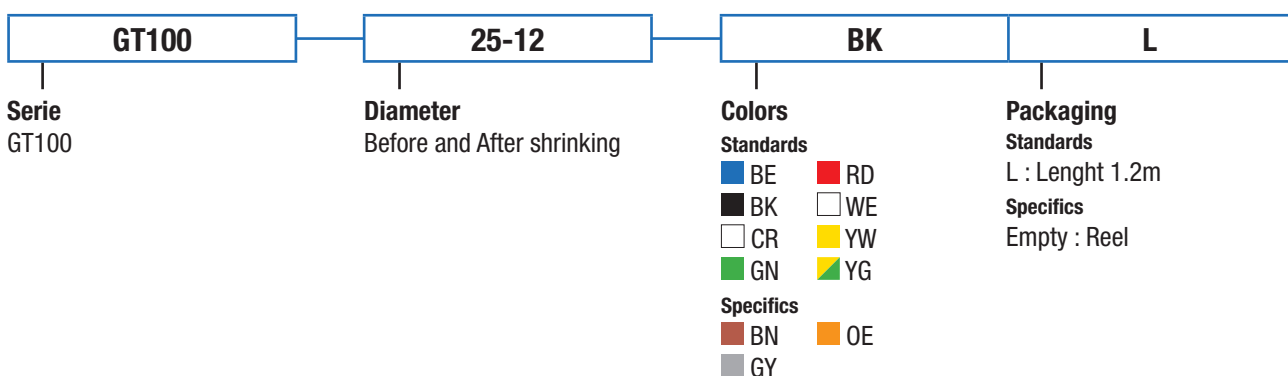 GT100
25-12
BK
L
Serie
GT100
Diameter
Before and After shrinking
Colors
Standards
BE RD
BK WE
CR YW
GN YG
Specifics
BN OE
GY
Packaging
Standards
L : Lenght 1.2m
Specifics
Empty : Reel